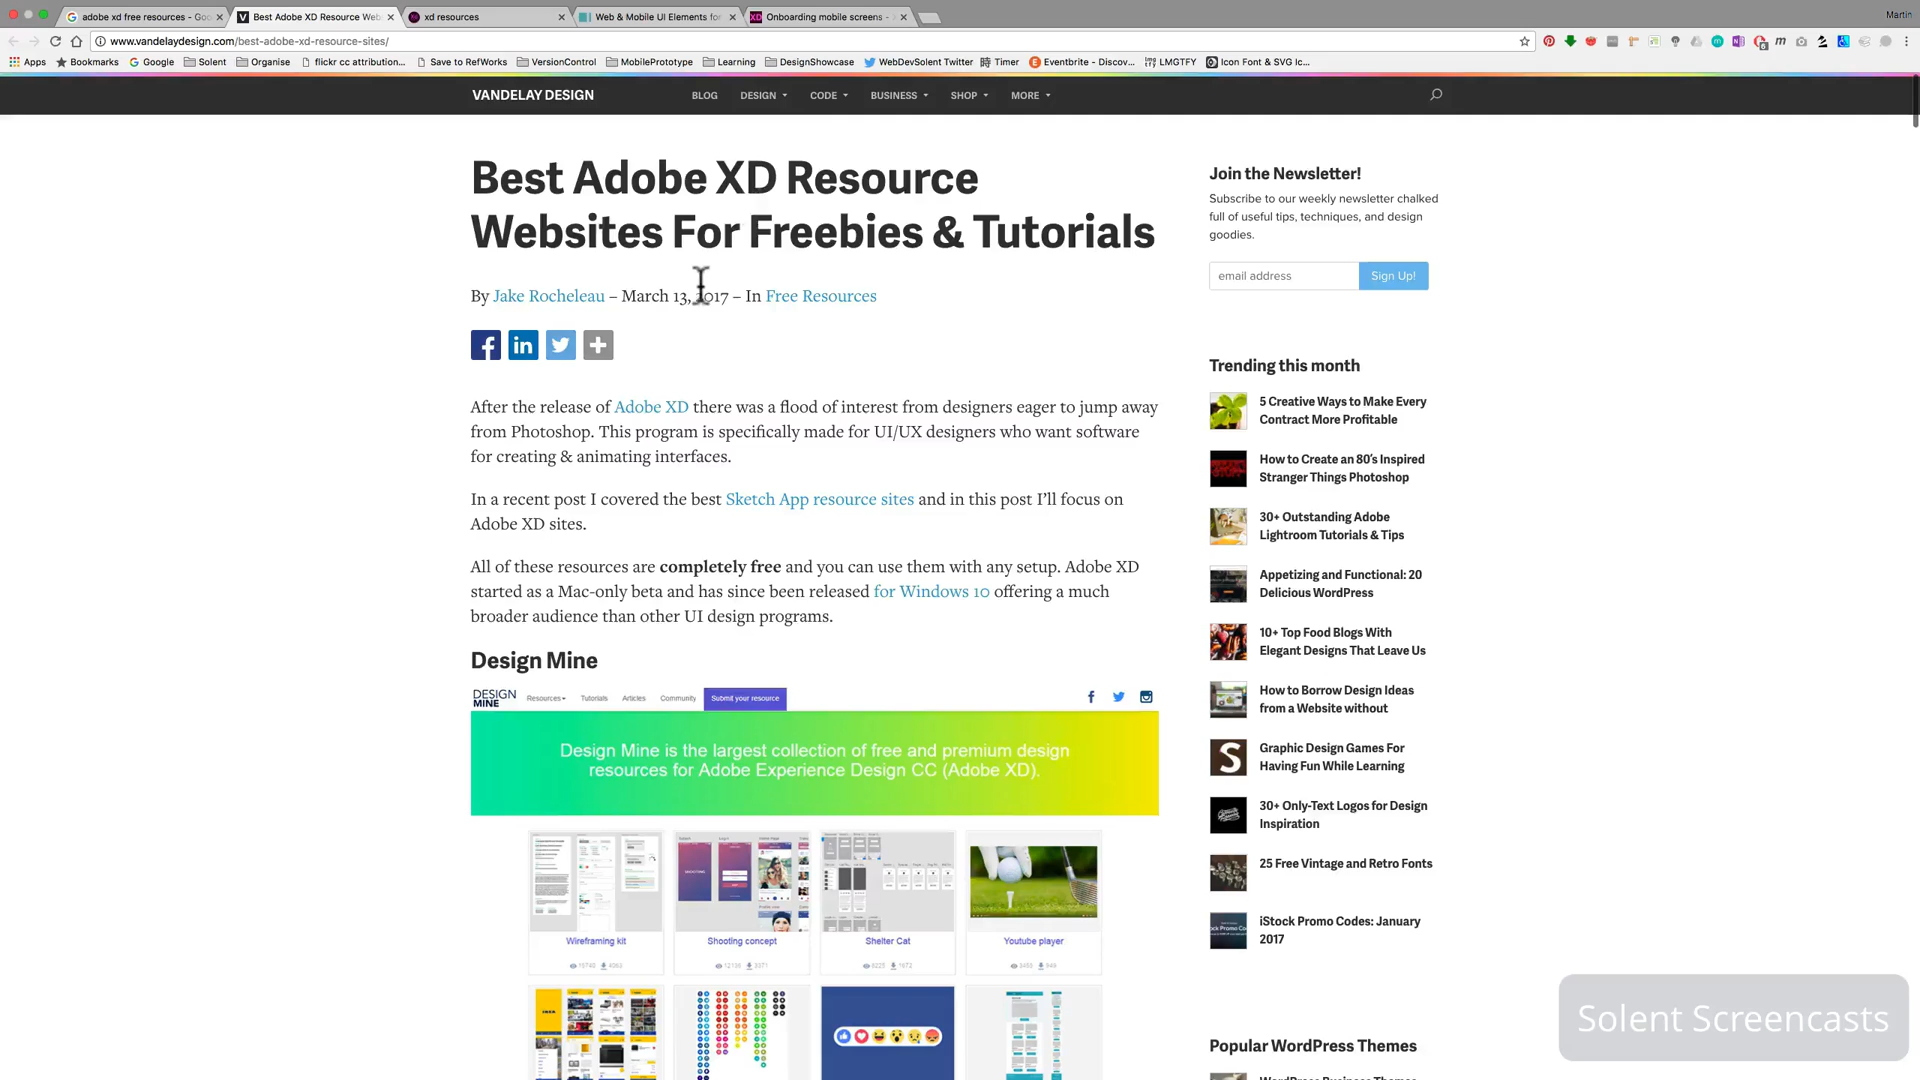 adobe xd free resources - Goo
Best Adobe XD Resource Web
xd resources
Web & Mobile UI Elements for
Onboarding mobile screens -
Martin
www.vandelaydesign.com/best-adobe-xd-resource-sites/
Apps
Bookmarks
Google
Solent
Organise
flickr cc attribution...
Save to RefWorks
VersionControl
MobilePrototype
Learning
DesignShowcase
WebDevSolent Twitter
Timer
Eventbrite - Discov...
LMGTFY
Icon Font & SVG Ic...
VANDELAY DESIGN
BLOG
DESIGN
CODE
BUSINESS
SHOP
MORE
Best Adobe XD Resource
Websites For Freebies & Tutorials
By Jake Rocheleau – March 13, 2017 – In Free Resources
After the release of Adobe XD there was a flood of interest from designers eager to jump away
from Photoshop. This program is specifically made for UI/UX designers who want software
for creating & animating interfaces.
In a recent post I covered the best Sketch App resource sites and in this post I'll focus on
Adobe XD sites.
All of these resources are completely free and you can use them with any setup. Adobe XD
started as a Mac-only beta and has since been released for Windows 10 offering a much
broader audience than other UI design programs.
Design Mine
DESIGN
MINE
Resources
Tutorials
Articles
Community
Submit your resource
Design Mine is the largest collection of free and premium design
resources for Adobe Experience Design CC (Adobe XD).
Wireframing kit
Shooting concept
Shelter Cat
Youtube player
Join the Newsletter!
Subscribe to our weekly newsletter chalked
full of useful tips, techniques, and design
goodies.
email address
Sign Up!
Trending this month
5 Creative Ways to Make Every
Contract More Profitable
How to Create an 80's Inspired
Stranger Things Photoshop
30+ Outstanding Adobe
Lightroom Tutorials & Tips
Appetizing and Functional: 20
Delicious WordPress
10+ Top Food Blogs With
Elegant Designs That Leave Us
How to Borrow Design Ideas
from a Website without
Graphic Design Games For
Having Fun While Learning
30+ Only-Text Logos for Design
Inspiration
25 Free Vintage and Retro Fonts
iStock Promo Codes: January
2017
Popular WordPress Themes
Solent Screencasts